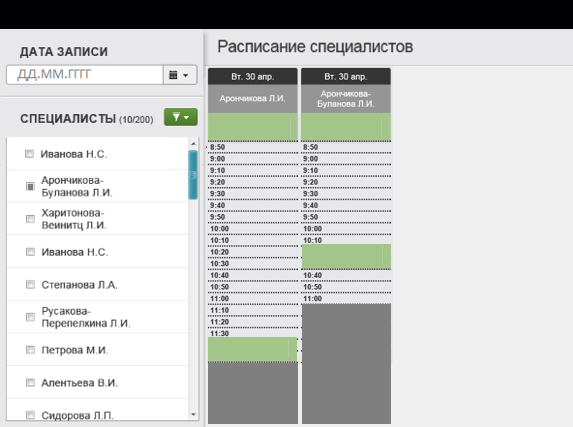 ДАТА ЗАПИСИ
ДД.ММ.ГГГГ
СПЕЦИАЛИСТЫ (10/200)
Иванова Н.С.
Арончикова-
Буланова Л.И.
Харитонова-
Веинитц Л.И.
Иванова Н.С.
Степанова Л.А.
Русакова-
Перепелкина Л.И.
Петрова М.И.
Алентьева В.И.
Сидорова Л.П.
Расписание специалистов
Вт. 30 апр.
Арончикова Л.И.
8:50
9:00
9:10
9:20
9:30
9:40
9:50
10:00
10:10
10:20
10:30
10:40
10:50
11:00
11:10
11:20
11:30
Вт. 30 апр.
Арончикова-
Буланова Л.И.
8:50
9:00
9:10
9:20
9:30
9:40
9:50
10:00
10:10
10:40
10:50
11:00